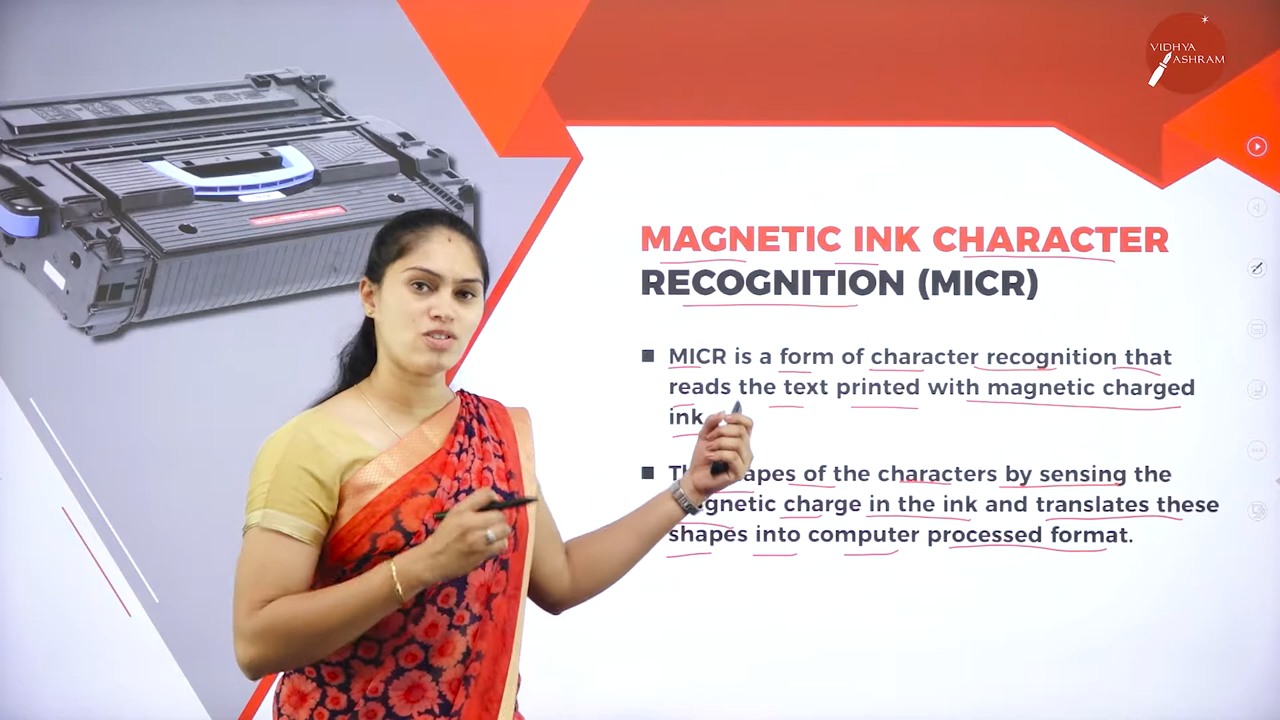 VIDHYA
ASHRAM
MAGNETIC INK CHARACTER
RECOGNITION (MICR)
MICR is a form of character recognition that
reads the text printed with magnetic charged
ink
of the characters by sensing the
charge in the ink and translates these
shapes into computer processed format.